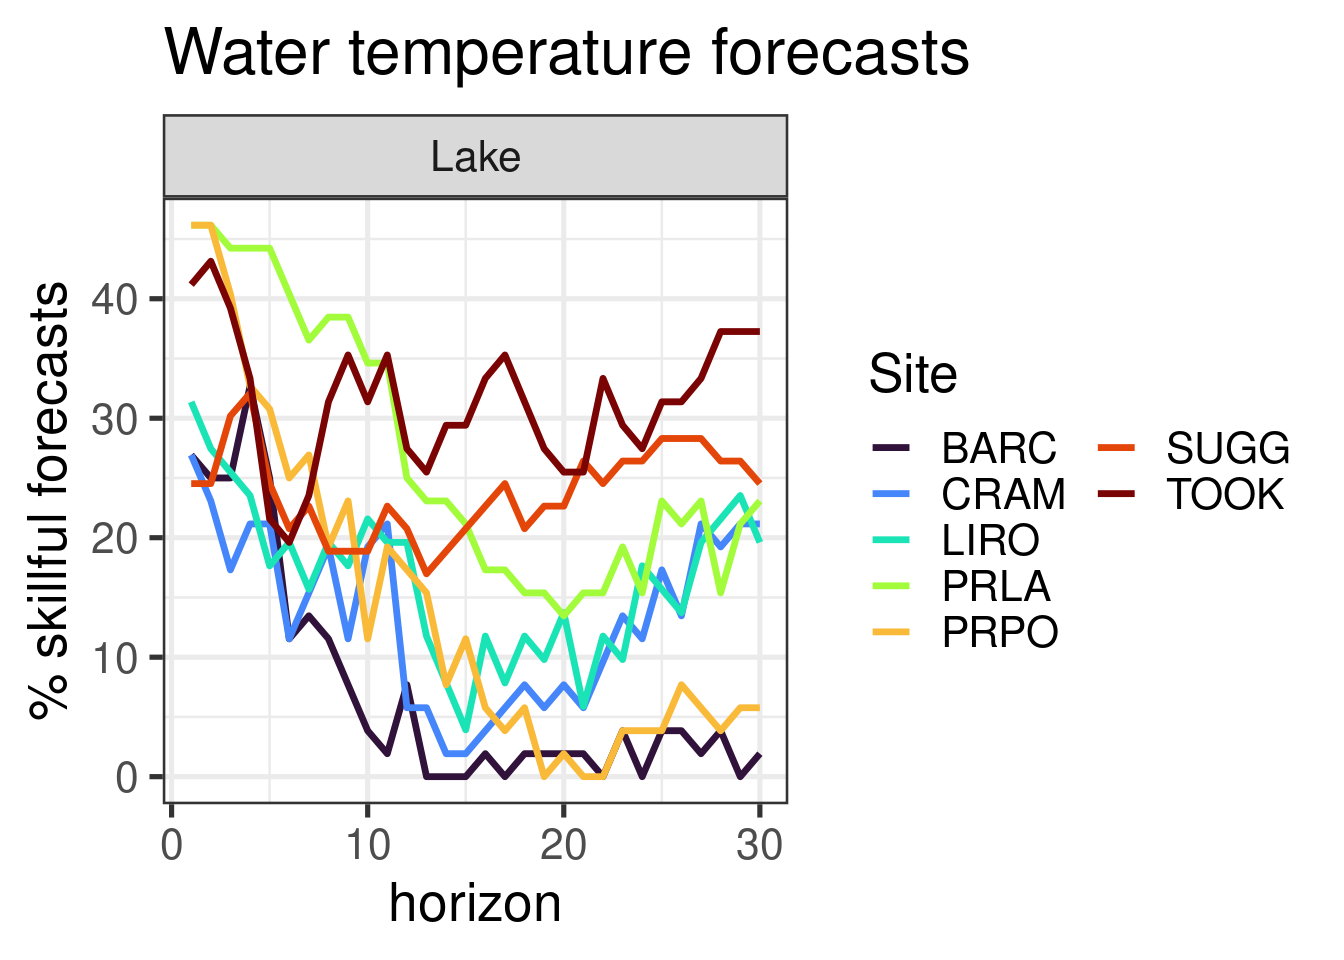 Water temperature forecasts
Lake
% skillful forecasts
40
30
20
10
0
0 10 20 30
horizon
Site
BARC SUGG
CRAM TOOK
LIRO
PRLA
PRPO